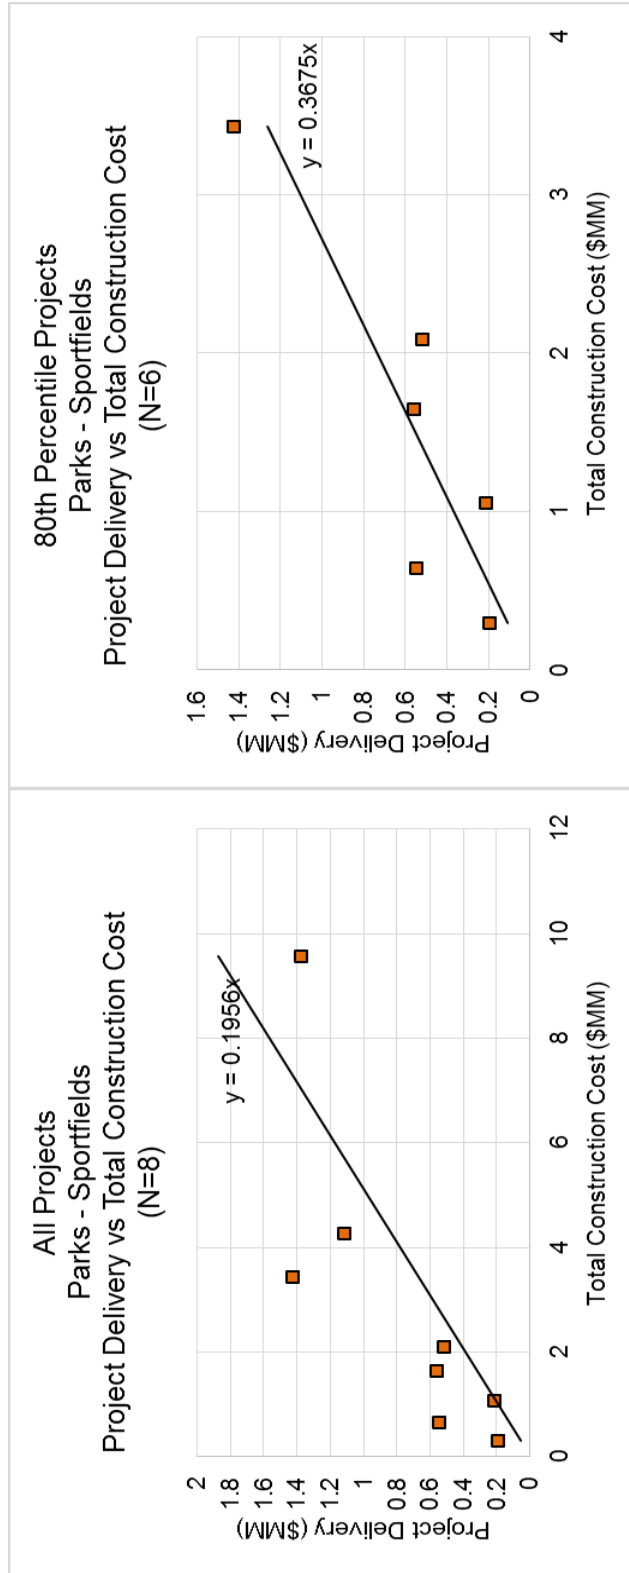 All Projects
Parks - Sportfields
Project Delivery vs Total Construction Cost
(N=8)
Project Delivery ($MM)
2
1.8
1.6
1.4
1.2
1
0.8
0.6
0.4
0.2
0
y = 0.1956x
0 2 4 6 8 10 12
Total Construction Cost ($MM)
80th Percentile Projects
Parks - Sportfields
Project Delivery vs Total Construction Cost
(N=6)
Project Delivery ($MM)
1.6
1.4
1.2
1
0.8
0.6
0.4
0.2
0
y = 0.3675x
0 1 2 3 4
Total Construction Cost ($MM)